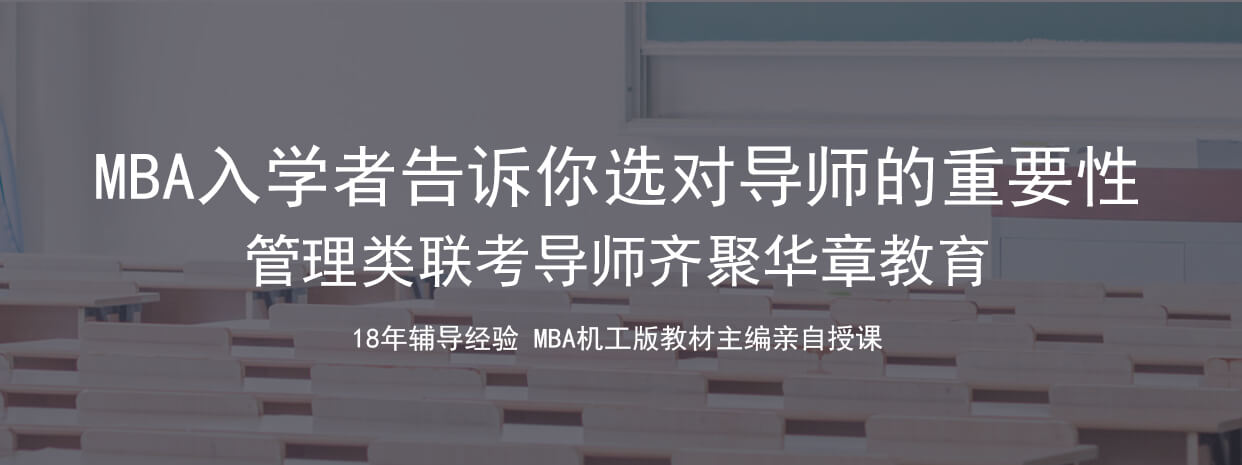 MBA入学者告诉你选对导师的重要性
管理类联考导师齐聚华章教育
18年辅导经验 MBA机工版教材主编亲自授课